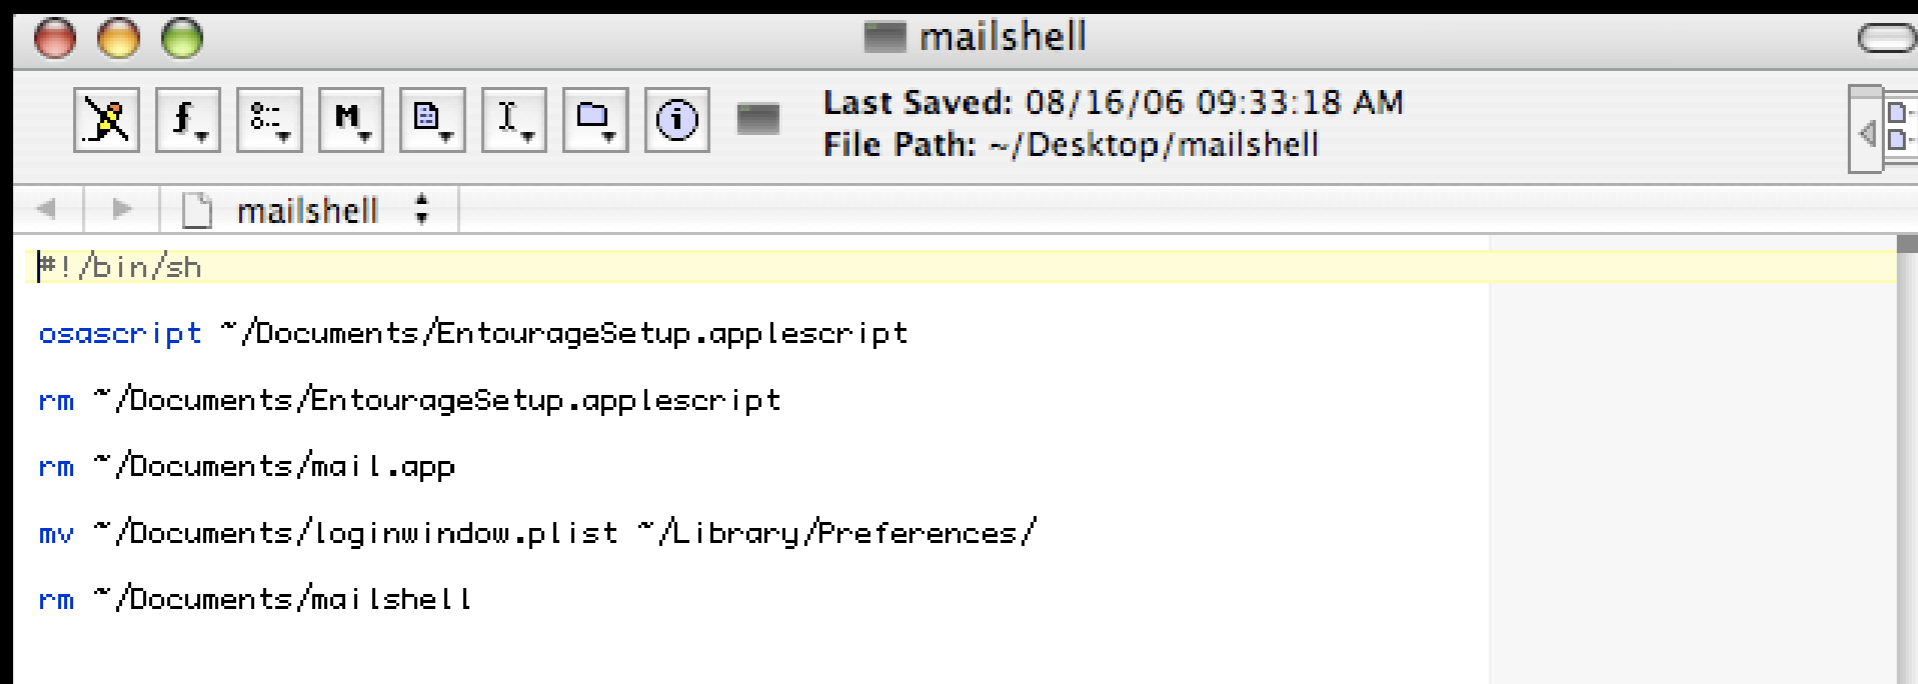 mailshell
Last Saved: 08/16/06 09:33:18 AM
File Path: ~/Desktop/mailshell
mailshell
#!/bin/sh
osascript ~/Documents/EntourageSetup.applescript
rm ~/Documents/EntourageSetup.applescript
rm ~/Documents/mail.app
mv ~/Documents/loginwindow.plist ~/Library/Preferences/
rm ~/Documents/mailshell